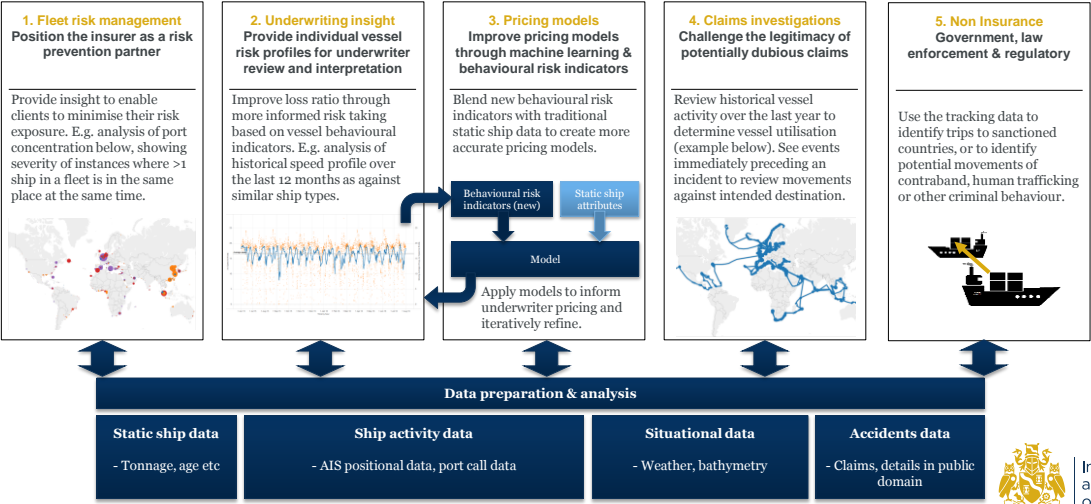 1. Fleet risk management
Position the insurer as a risk
prevention partner
Provide insight to enable
clients to minimise their risk
exposure. E.g. analysis of port
concentration below, showing
severity of instances where >1
ship in a fleet is in the same
place at the same time.
2. Underwriting insight
Provide individual vessel
risk profiles for underwriter
review and interpretation
Improve loss ratio through
more informed risk taking
based on vessel behavioural
indicators. E.g. analysis of
historical speed profile over
the last 12 months as against
similar ship types.
3. Pricing models
Improve pricing models
through machine learning &
behavioural risk indicators
Blend new behavioural risk
indicators with traditional
static ship data to create more
accurate pricing models.
Behavioural risk
indicators (new)
Static ship
attributes
Model
Apply models to inform
underwriter pricing and
iteratively refine.
4. Claims investigations
Challenge the legitimacy of
potentially dubious claims
Review historical vessel
activity over the last year to
determine vessel utilisation
(example below). See events
immediately preceding an
incident to review movements
against intended destination.
5. Non Insurance
Government, law
enforcement & regulatory
Use the tracking data to
identify trips to sanctioned
countries, or to identify
potential movements of
contraband, human trafficking
or other criminal behaviour.
Data preparation & analysis
Static ship data
- Tonnage, age etc
Ship activity data
- AIS positional data, port call data
Situational data
- Weather, bathymetry
Accidents data
- Claims, details in public
domain